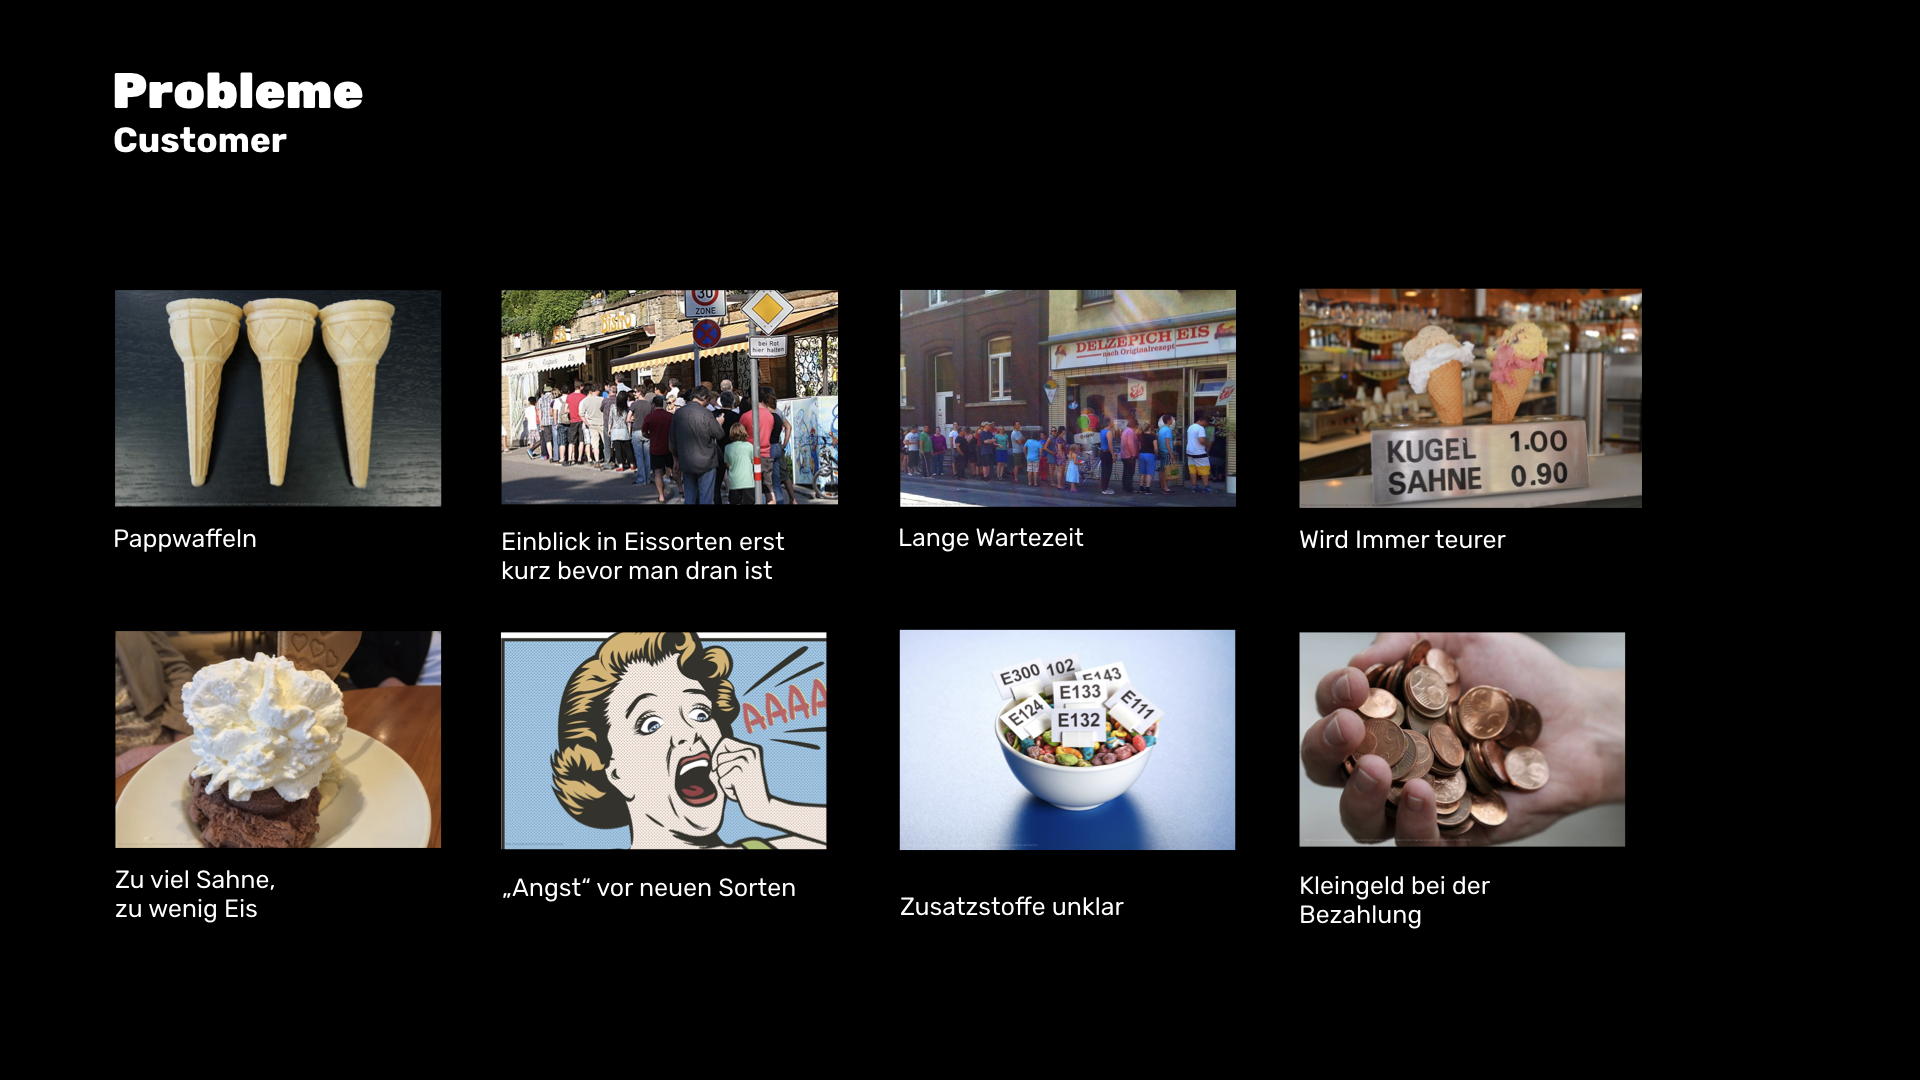 Probleme
Customer
30
ZONE
Eis
Bistro
bei Rot
hier halten
DELZEPICH EIS
nach Originalrezept
Eis
KUGEL 1.00
SAHNE 0.90
Pappwaffeln
Einblick in Eissorten erst
kurz bevor man dran ist
Lange Wartezeit
Wird Immer teurer
AAAA
E300 102 E143
E133
E124 E132 E111
Zu viel Sahne,
zu wenig Eis
„Angst“ vor neuen Sorten
Zusatzstoffe unklar
Kleingeld bei der
Bezahlung